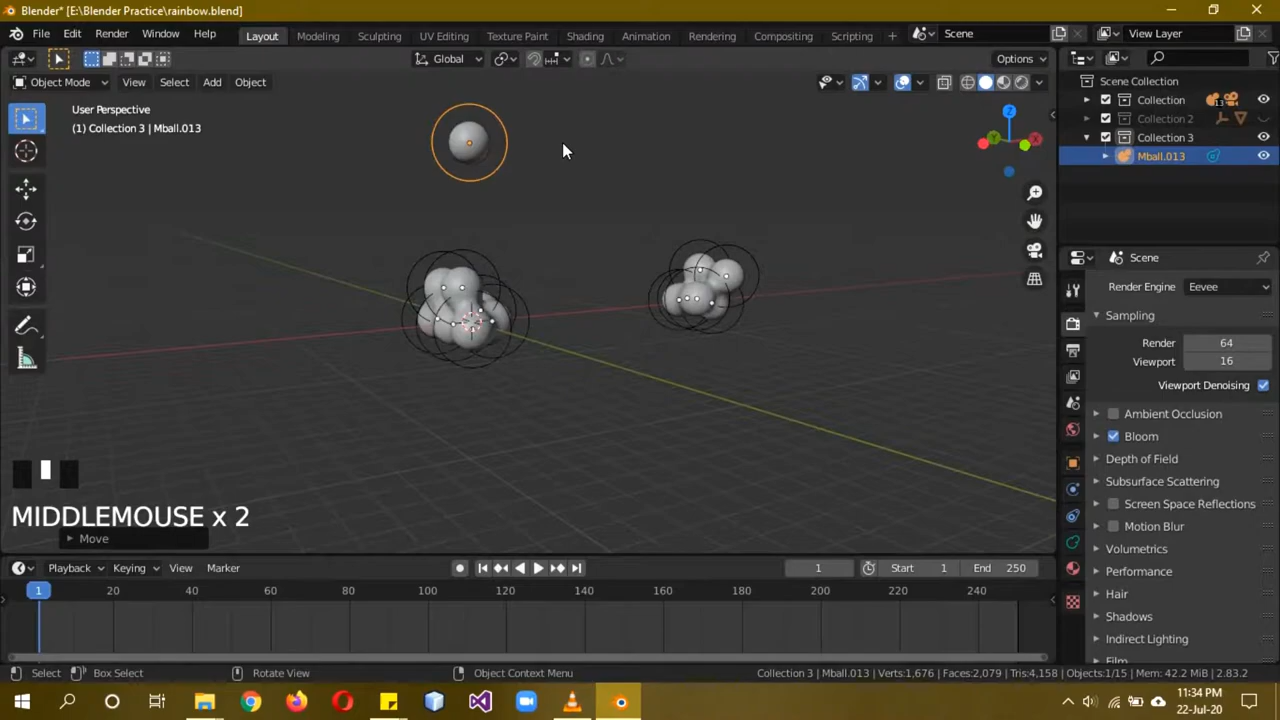 Blender* [E:\Blender Practice\rainbow.blend]
File Edit Render Window Help Layout Modeling Sculpting UV Editing Texture Paint Shading Animation Rendering Compositing Scripting + Scene View Layer
Global Options
Object Mode View Select Add Object
Scene Collection
Collection 13
Collection 2
Collection 3
Mball.013
User Perspective
(1) Collection 3 | Mball.013
Z
Y
X
Scene
Render Engine Eevee
Sampling
Render 64
Viewport 16
Viewport Denoising
Ambient Occlusion
Bloom
Depth of Field
Subsurface Scattering
Screen Space Reflections
Motion Blur
Volumetrics
Performance
Hair
Shadows
Indirect Lighting
Film
MIDDLEMOUSE x 2
Move
Playback Keying View Marker 1 Start 1 End 250
1 20 40 60 80 100 120 140 160 180 200 220 240
Select Box Select Rotate View Object Context Menu Collection 3 | Mball.013 | Verts:1,676 | Faces:2,079 | Tris:4,158 | Objects:1/15 | Mem: 42.2 MiB | 2.83.2
11:34 PM
22-Jul-20